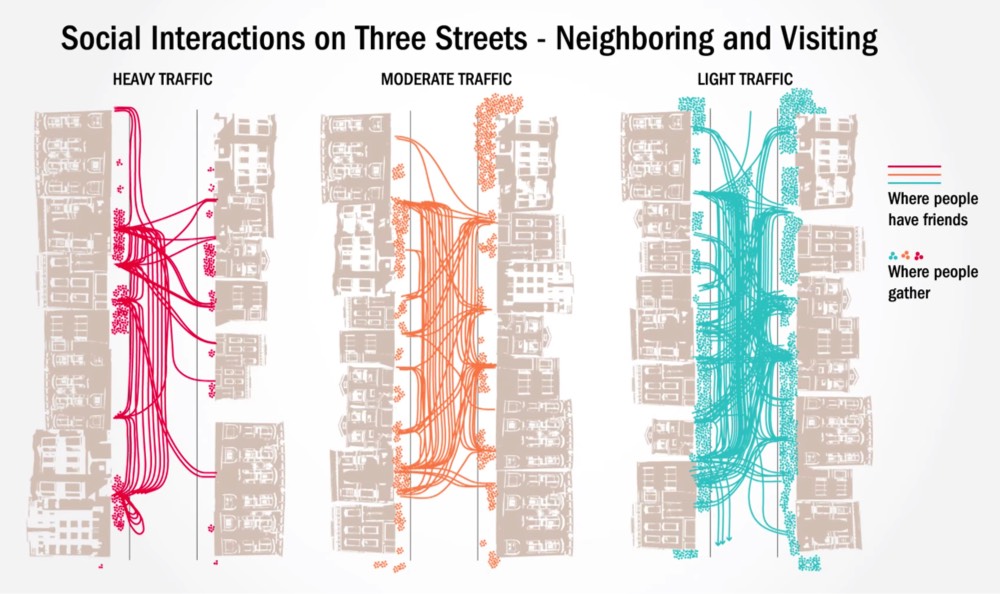 Social Interactions on Three Streets - Neighboring and Visiting
HEAVY TRAFFIC
MODERATE TRAFFIC
LIGHT TRAFFIC
Where people
have friends
Where people
gather